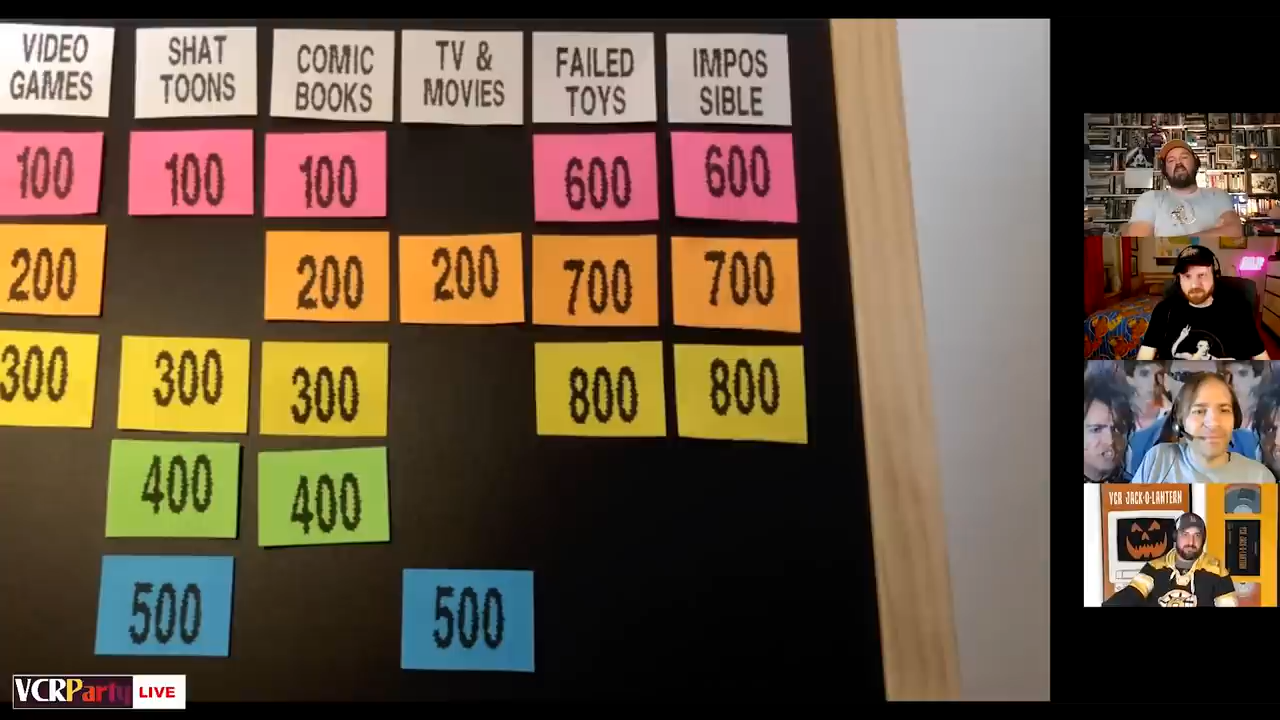 VIDEO
GAMES
SHAT
TOONS
COMIC
BOOKS
TV &
MOVIES
FAILED
TOYS
IMPOS
SIBLE
100
100
100
600
600
200
200
200
700
700
300
300
300
800
800
400
400
500
500
VCRParty LIVE
VCR JACK-O-LANTERN